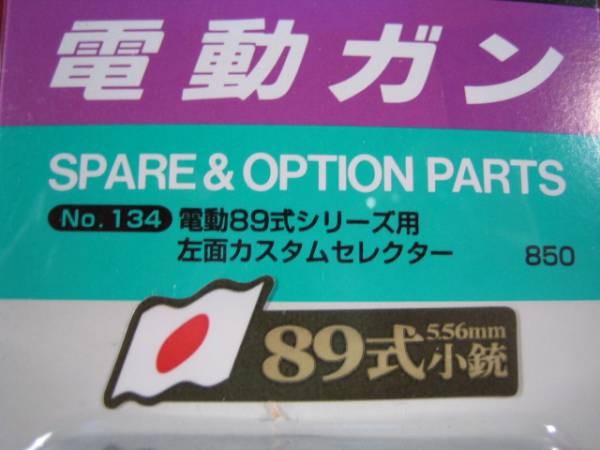 電動ガン
SPARE & OPTION PARTS
No. 134 電動89式シリーズ用
左面カスタムセレクター 850
89式 5.56mm 小銃